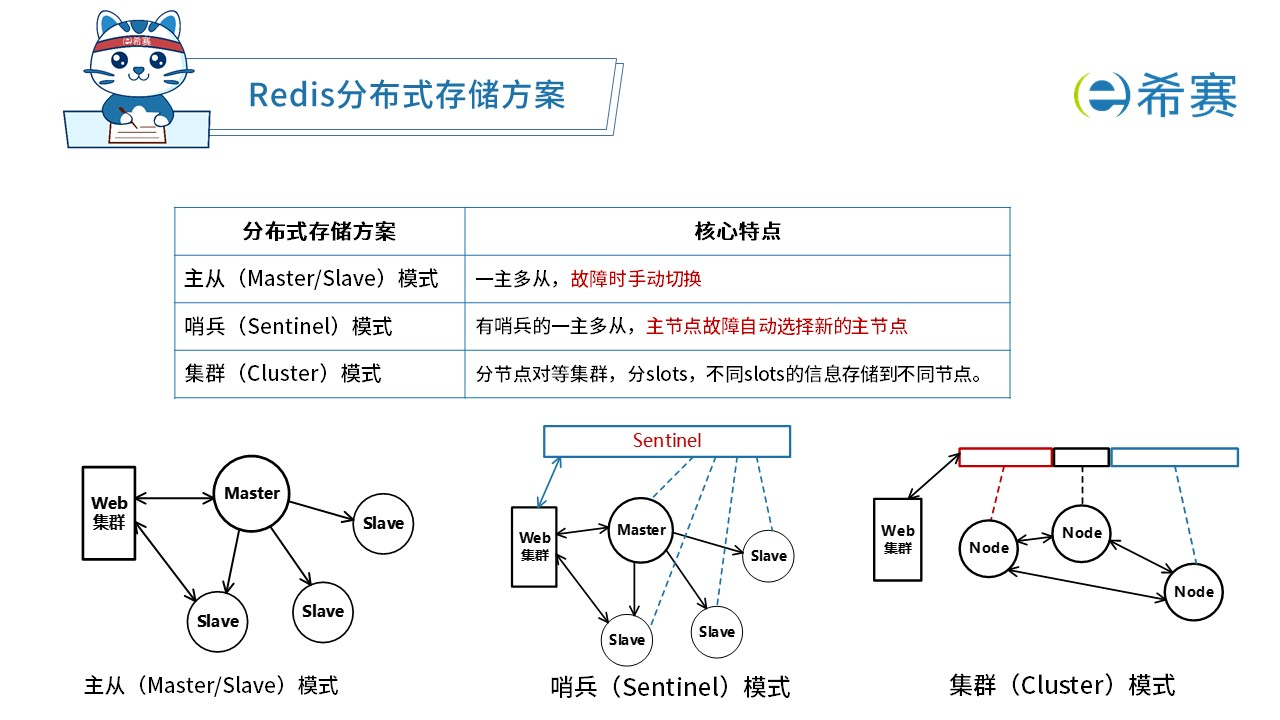 希赛
Redis分布式存储方案
希赛
分布式存储方案
核心特点
主从（Master/Slave）模式
一主多从，故障时手动切换
哨兵（Sentinel）模式
有哨兵的一主多从，主节点故障自动选择新的主节点
集群（Cluster）模式
分节点对等集群，分slots，不同slots的信息存储到不同节点。
Web
集群
Master
Slave
Slave
Slave
主从（Master/Slave）模式
Sentinel
Web
集群
Master
Slave
Slave
Slave
哨兵（Sentinel）模式
Web
集群
Node
Node
Node
集群（Cluster）模式